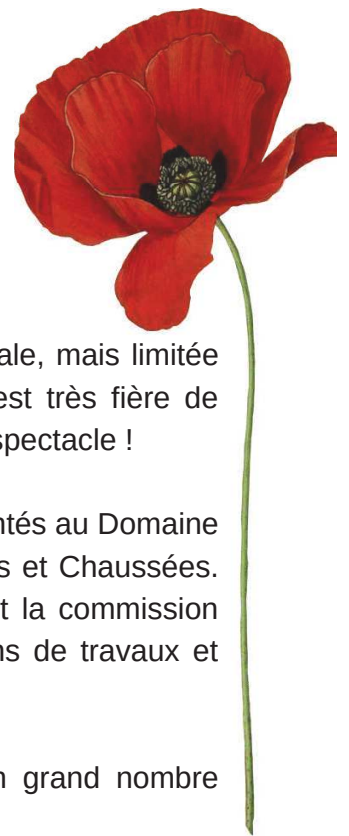 ale, mais limitée
est très fière de
spectacle !
ntés au Domaine
s et Chaussées.
t la commission
ns de travaux et
n grand nombre